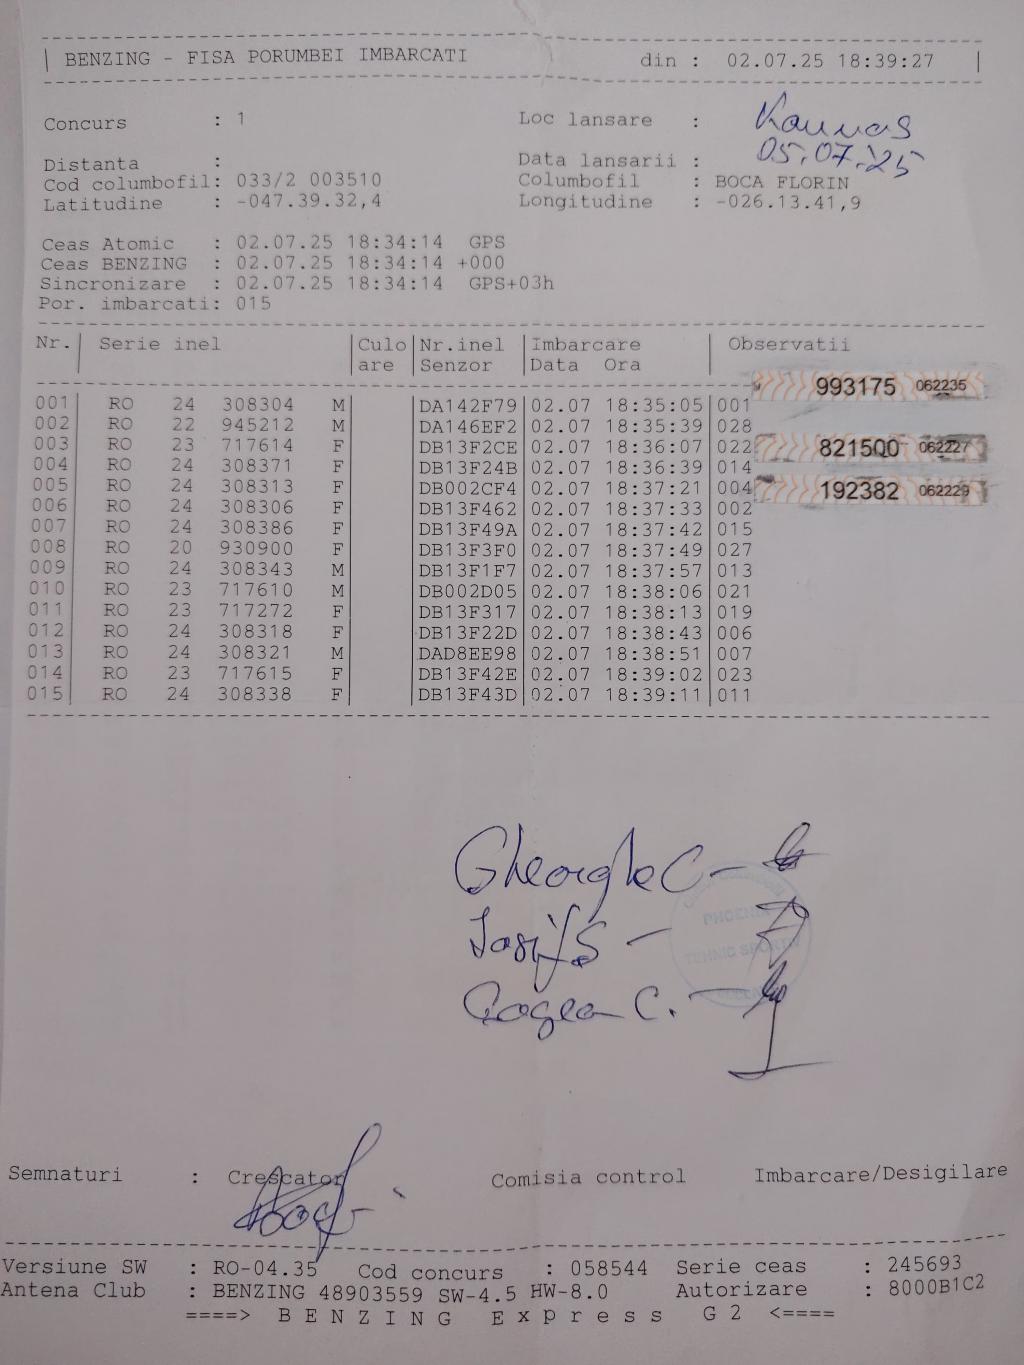 BENZING - FISA PORUMBEI IMBARCATI din : 02.07.25 18:39:27
Concurs : 1 Loc lansare : Kaunas
Distanta : Data lansarii : 05.07.'25
Cod columbofil: 033/2 003510 Columbofil : BOCA FLORIN
Latitudine : -047.39.32,4 Longitudine : -026.13.41,9
Ceas Atomic : 02.07.25 18:34:14 GPS
Ceas BENZING : 02.07.25 18:34:14 +000
Sincronizare : 02.07.25 18:34:14 GPS+03h
Por. imbarcati: 015
Nr. Serie inel Culo Nr.inel Imbarcare Observatii
are Senzor Data Ora
001 RO 24 308304 M DA142F79 02.07 18:35:05 001 993175 062235
002 RO 22 945212 M DA146EF2 02.07 18:35:39 028
003 RO 23 717614 F DB13F2CE 02.07 18:36:07 022 821500 062227
004 RO 24 308371 F DB13F24B 02.07 18:36:39 014
005 RO 24 308313 F DB002CF4 02.07 18:37:21 004 192382 062229
006 RO 24 308306 F DB13F462 02.07 18:37:33 002
007 RO 24 308386 F DB13F49A 02.07 18:37:42 015
008 RO 20 930900 F DB13F3F0 02.07 18:37:49 027
009 RO 24 308343 M DB13F1F7 02.07 18:37:57 013
010 RO 23 717610 M DB002D05 02.07 18:38:06 021
011 RO 23 717272 F DB13F317 02.07 18:38:13 019
012 RO 24 308318 F DB13F22D 02.07 18:38:43 006
013 RO 24 308321 M DAD8EE98 02.07 18:38:51 007
014 RO 23 717615 F DB13F42E 02.07 18:39:02 023
015 RO 24 308338 F DB13F43D 02.07 18:39:11 011
Gheorghe C -
PHOENIX
Iosif S -
TEHNIC SPORTIV
C. -
Semnaturi : Crescator Comisia control Imbarcare/Desigilare
Versiune SW : RO-04.35 Cod concurs : 058544 Serie ceas : 245693
Antena Club : BENZING 48903559 SW-4.5 HW-8.0 Autorizare : 8000B1C2
====> B E N Z I N G E x p r e s s G 2 <====